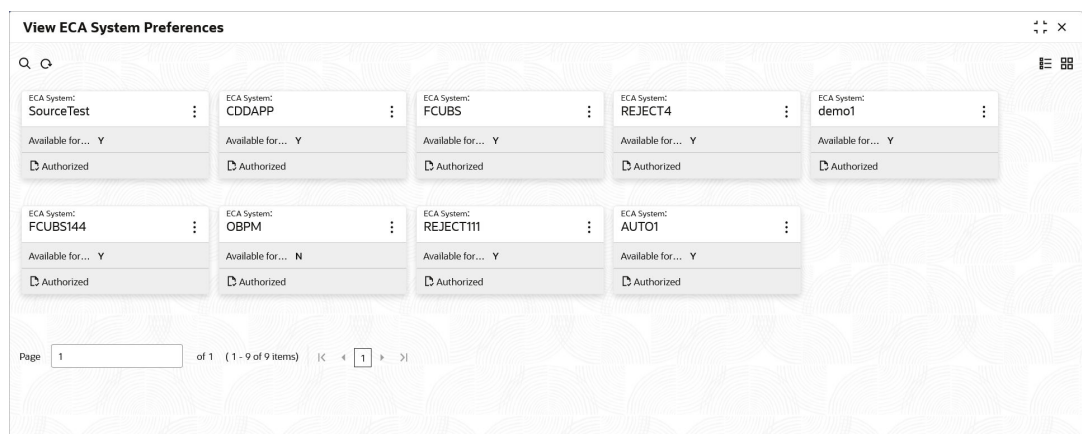 View ECA System Preferences
ECA System: ECA System: ECA System: ECA System: ECA System:
SourceTest CDDAPP FCUBS REJECT4 demo1
Available for... Y Available for... Y Available for... Y Available for... Y Available for... Y
Authorized Authorized Authorized Authorized Authorized
ECA System: ECA System: ECA System: ECA System:
FCUBS144 OBPM REJECT111 AUTO1
Available for... Y Available for... N Available for... Y Available for... Y
Authorized Authorized Authorized Authorized
Page 1 of 1 ( 1 - 9 of 9 items) 1